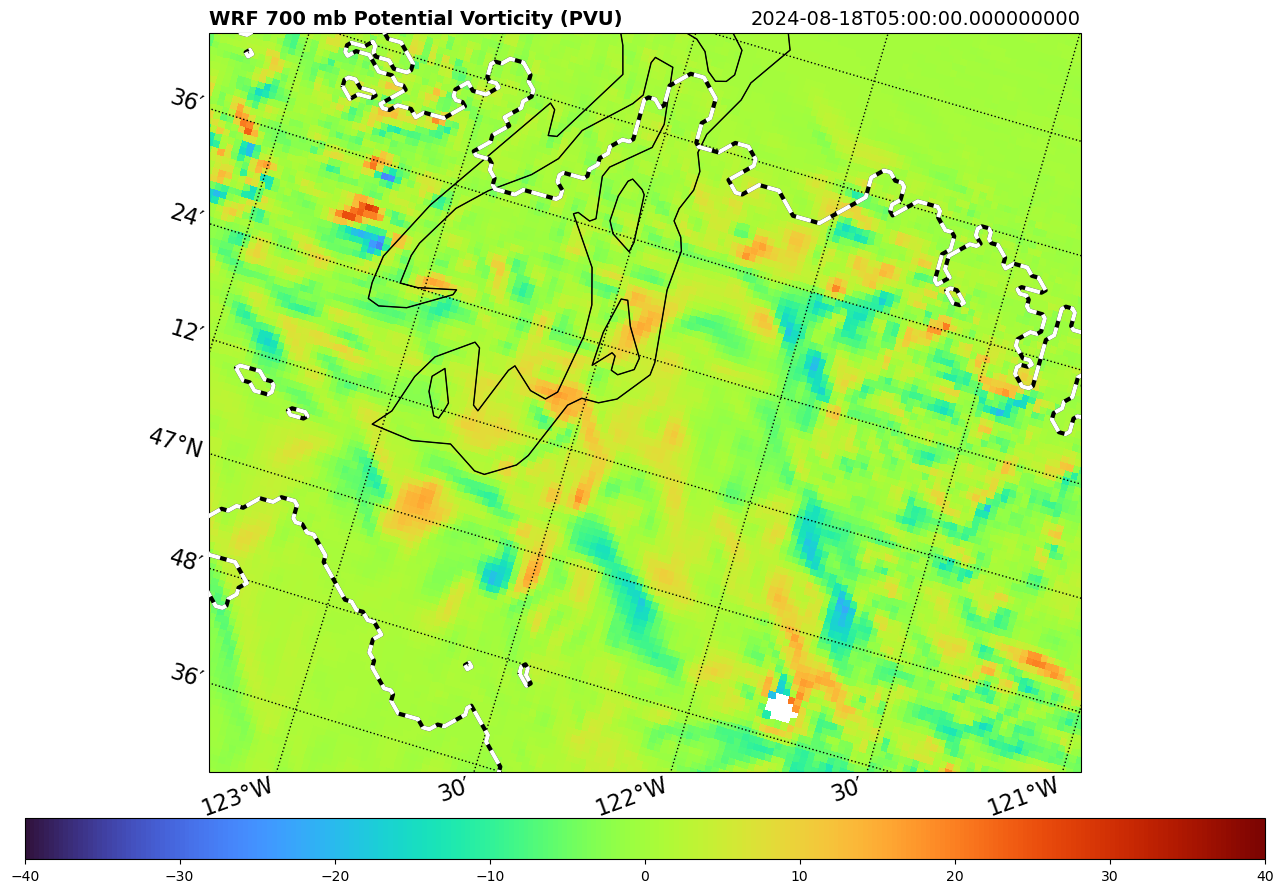 WRF 700 mb Potential Vorticity (PVU) 2024-08-18T05:00:00.000000000
36′
24′
12′
47°N
48′
36′
123°W 30′ 122°W 30′ 121°W
−40 −30 −20 −10 0 10 20 30 40